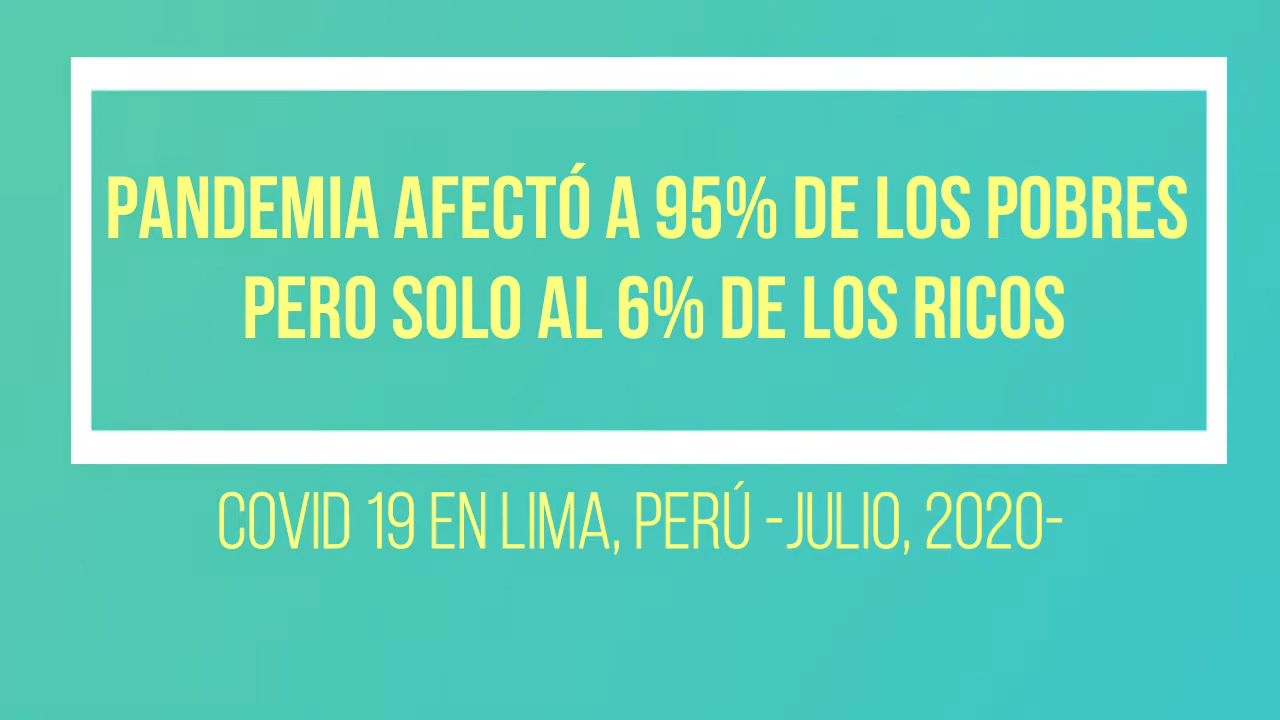 PANDEMIA AFECTÓ A 95% DE LOS POBRES
PERO SOLO AL 6% DE LOS RICOS
COVID 19 EN LIMA, PERÚ -JULIO, 2020-